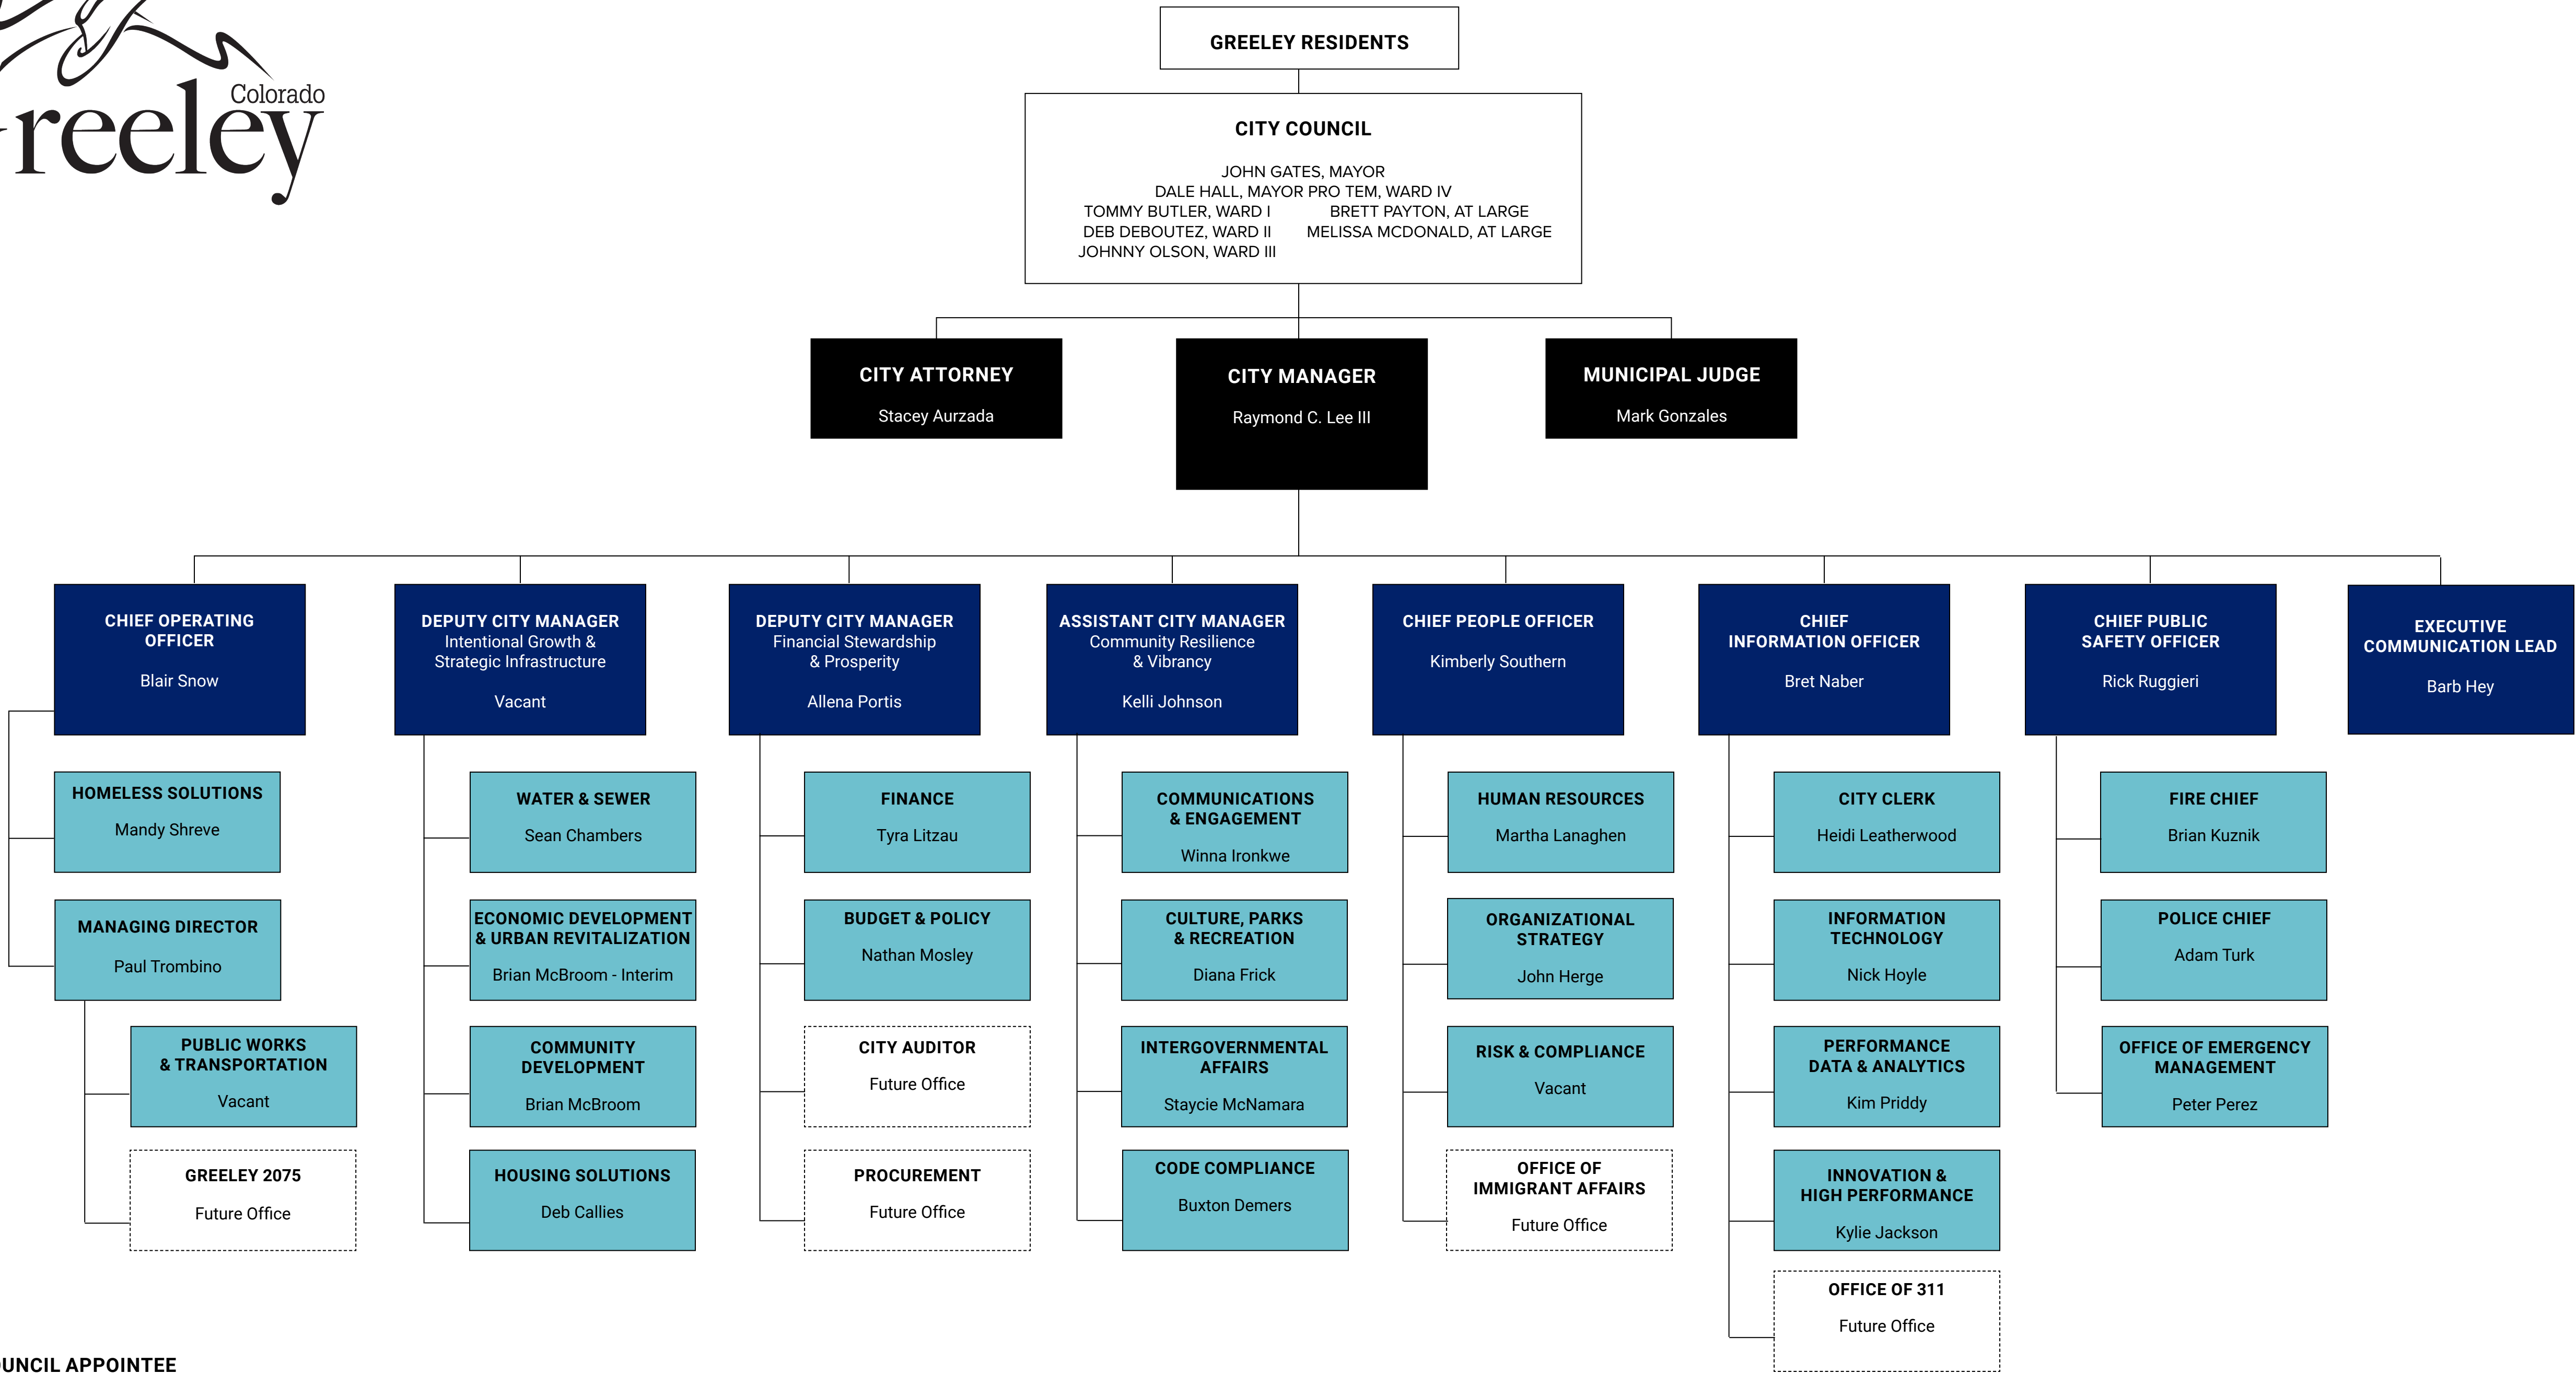 Colorado
reeley
GREELEY RESIDENTS
CITY COUNCIL
JOHN GATES, MAYOR
DALE HALL, MAYOR PRO TEM, WARD IV
TOMMY BUTLER, WARD I BRETT PAYTON, AT LARGE
DEB DEBOUTEZ, WARD II MELISSA MCDONALD, AT LARGE
JOHNNY OLSON, WARD III
CITY ATTORNEY
Stacey Aurzada
CITY MANAGER
Raymond C. Lee III
MUNICIPAL JUDGE
Mark Gonzales
CHIEF OPERATING
OFFICER
Blair Snow
HOMELESS SOLUTIONS
Mandy Shreve
MANAGING DIRECTOR
Paul Trombino
PUBLIC WORKS
& TRANSPORTATION
Vacant
GREELEY 2075
Future Office
DEPUTY CITY MANAGER
Intentional Growth &
Strategic Infrastructure
Vacant
WATER & SEWER
Sean Chambers
ECONOMIC DEVELOPMENT
& URBAN REVITALIZATION
Brian McBroom - Interim
COMMUNITY
DEVELOPMENT
Brian McBroom
HOUSING SOLUTIONS
Deb Callies
DEPUTY CITY MANAGER
Financial Stewardship
& Prosperity
Allena Portis
FINANCE
Tyra Litzau
BUDGET & POLICY
Nathan Mosley
CITY AUDITOR
Future Office
PROCUREMENT
Future Office
ASSISTANT CITY MANAGER
Community Resilience
& Vibrancy
Kelli Johnson
COMMUNICATIONS
& ENGAGEMENT
Winna Ironkwe
CULTURE, PARKS
& RECREATION
Diana Frick
INTERGOVERNMENTAL
AFFAIRS
Staycie McNamara
CODE COMPLIANCE
Buxton Demers
CHIEF PEOPLE OFFICER
Kimberly Southern
HUMAN RESOURCES
Martha Lanaghen
ORGANIZATIONAL
STRATEGY
John Herge
RISK & COMPLIANCE
Vacant
OFFICE OF
IMMIGRANT AFFAIRS
Future Office
CHIEF
INFORMATION OFFICER
Bret Naber
CITY CLERK
Heidi Leatherwood
INFORMATION
TECHNOLOGY
Nick Hoyle
PERFORMANCE
DATA & ANALYTICS
Kim Priddy
INNOVATION &
HIGH PERFORMANCE
Kylie Jackson
OFFICE OF 311
Future Office
CHIEF PUBLIC
SAFETY OFFICER
Rick Ruggieri
FIRE CHIEF
Brian Kuznik
POLICE CHIEF
Adam Turk
OFFICE OF EMERGENCY
MANAGEMENT
Peter Perez
EXECUTIVE
COMMUNICATION LEAD
Barb Hey
OUNCIL APPOINTEE